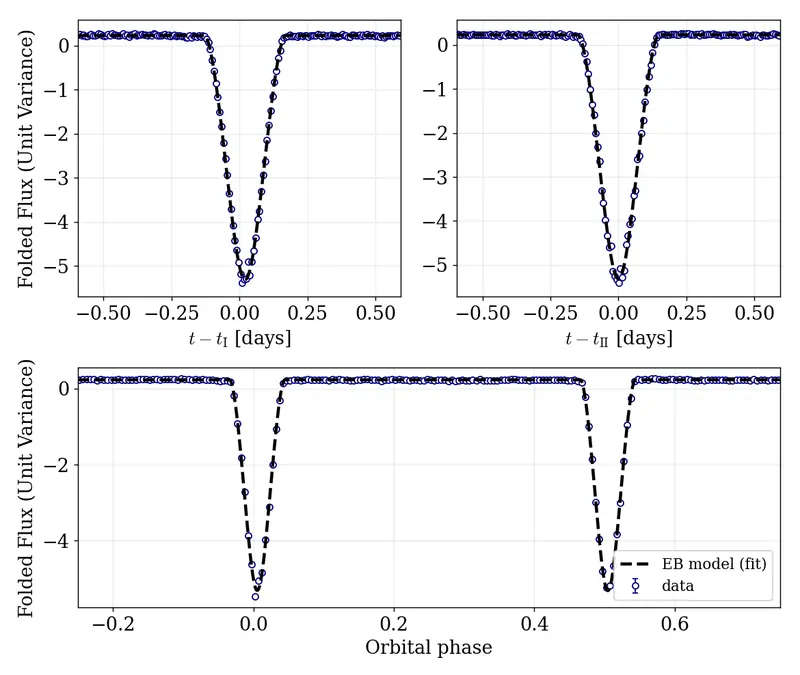 Folded Flux (Unit Variance)
0
−1
−2
−3
−4
−5
−0.50 −0.25 0.00 0.25 0.50
t − tI [days]
0
−1
−2
−3
−4
−5
−0.50 −0.25 0.00 0.25 0.50
t − tII [days]
Folded Flux (Unit Variance)
0
−2
−4
EB model (fit)
data
−0.2 0.0 0.2 0.4 0.6
Orbital phase